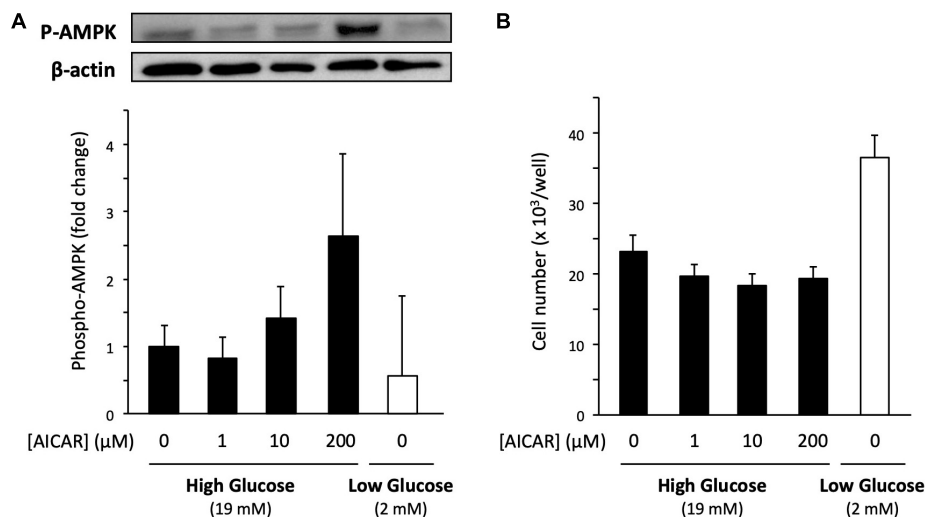 A
P-AMPK
β-actin
Phospho-AMPK (fold change)
4
3
2
1
0
[AICAR] (μM) 0 1 10 200 0
High Glucose Low Glucose
(19 mM) (2 mM)
B
Cell number (x 10³/well)
40
30
20
10
0
[AICAR] (μM) 0 1 10 200 0
High Glucose Low Glucose
(19 mM) (2 mM)